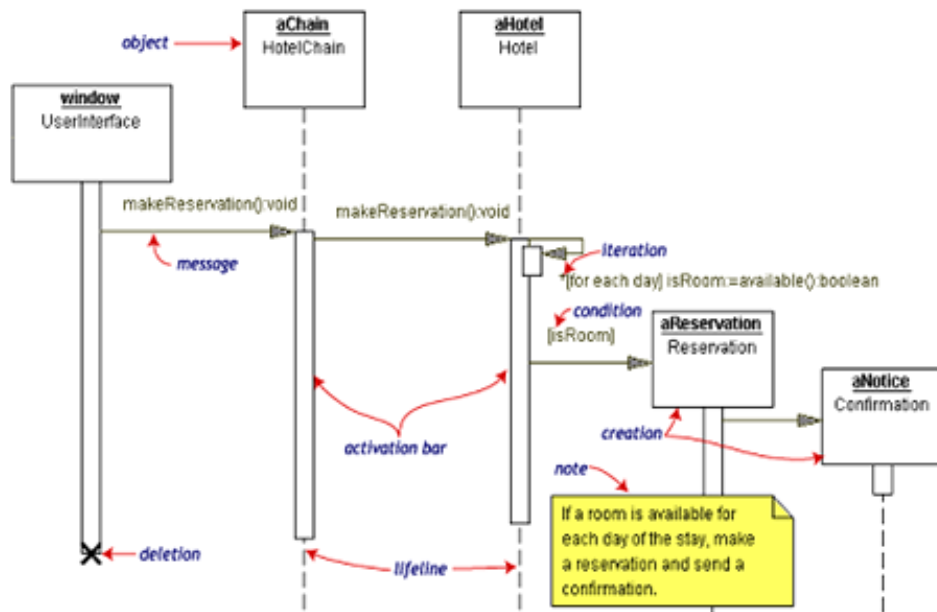 aChain
HotelChain
aHotel
Hotel
object
window
UserInterface
makeReservation():void
makeReservation():void
message
iteration
*[for each day] isRoom:=available():boolean
condition
[isRoom]
aReservation
Reservation
aNotice
Confirmation
activation bar
creation
note
If a room is available for
each day of the stay, make
a reservation and send a
confirmation.
deletion
lifeline